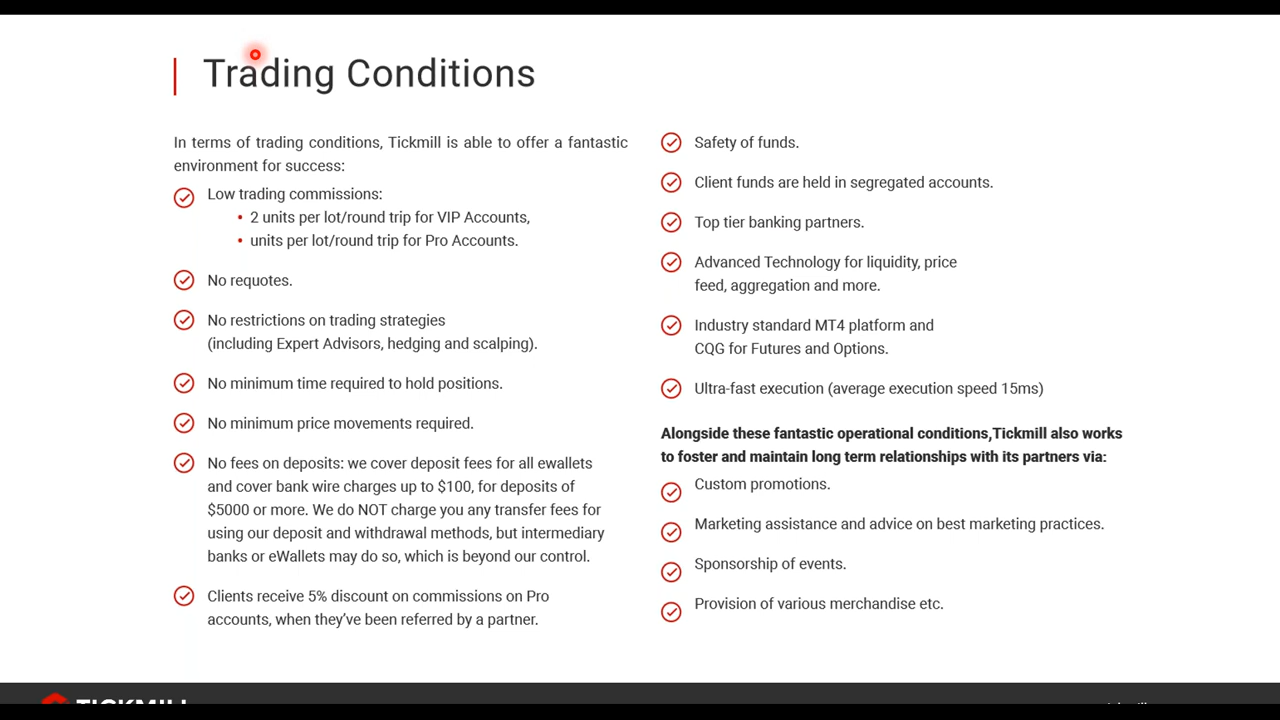 Trading Conditions
In terms of trading conditions, Tickmill is able to offer a fantastic
environment for success:
Low trading commissions:
• 2 units per lot/round trip for VIP Accounts,
• units per lot/round trip for Pro Accounts.
No requotes.
No restrictions on trading strategies
(including Expert Advisors, hedging and scalping).
No minimum time required to hold positions.
No minimum price movements required.
No fees on deposits: we cover deposit fees for all ewallets
and cover bank wire charges up to $100, for deposits of
$5000 or more. We do NOT charge you any transfer fees for
using our deposit and withdrawal methods, but intermediary
banks or eWallets may do so, which is beyond our control.
Clients receive 5% discount on commissions on Pro
accounts, when they’ve been referred by a partner.
Safety of funds.
Client funds are held in segregated accounts.
Top tier banking partners.
Advanced Technology for liquidity, price
feed, aggregation and more.
Industry standard MT4 platform and
CQG for Futures and Options.
Ultra-fast execution (average execution speed 15ms)
Alongside these fantastic operational conditions,Tickmill also works
to foster and maintain long term relationships with its partners via:
Custom promotions.
Marketing assistance and advice on best marketing practices.
Sponsorship of events.
Provision of various merchandise etc.
TICKMILL